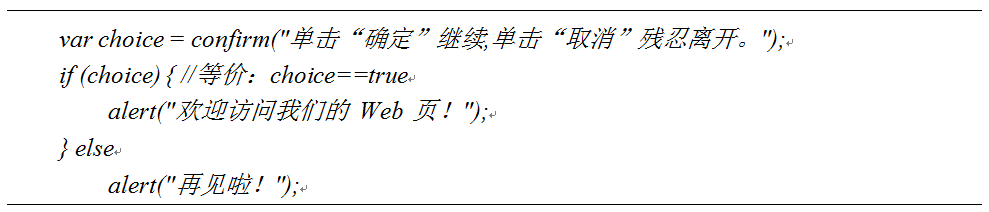 var choice = confirm("单击“确定”继续,单击“取消”残忍离开。");
if (choice) { //等价：choice==true
alert("欢迎访问我们的 Web 页！");
} else
alert("再见啦！");